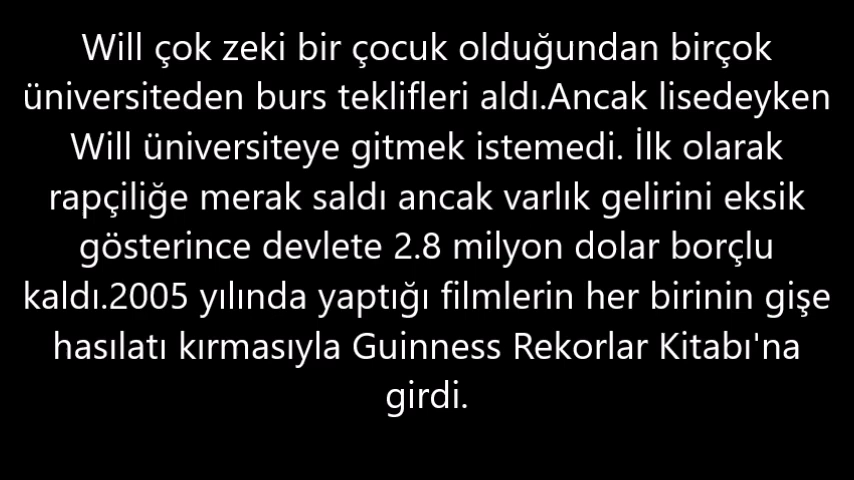 Will çok zeki bir çocuk olduğundan birçok
üniversiteden burs teklifleri aldı.Ancak lisedeyken
Will üniversiteye gitmek istemedi. İlk olarak
rapçiliğe merak saldı ancak varlık gelirini eksik
gösterince devlete 2.8 milyon dolar borçlu
kaldı.2005 yılında yaptığı filmlerin her birinin gişe
hasılatı kırmasıyla Guinness Rekorlar Kitabı'na
girdi.